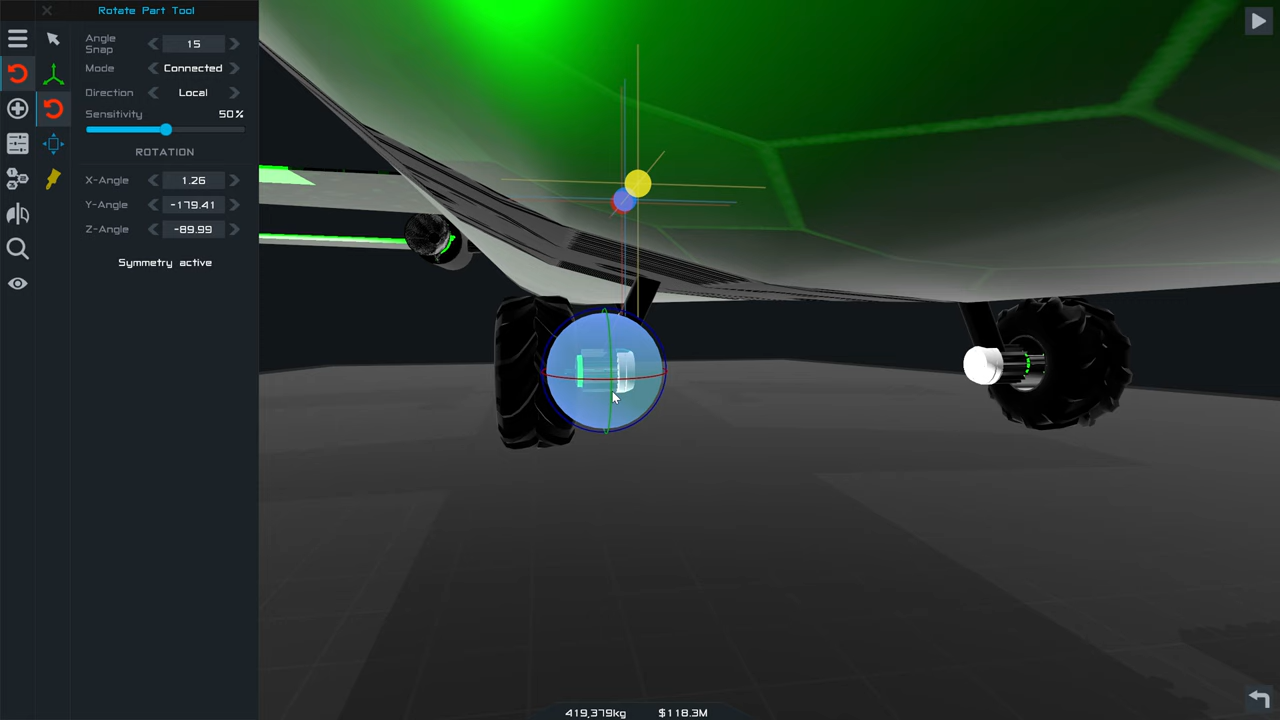 Rotate Part Tool
Angle Snap 15
Mode Connected
Direction Local
Sensitivity 50%
ROTATION
X-Angle 1.26
Y-Angle -179.41
Z-Angle -89.99
Symmetry active
419,379kg $118.3M